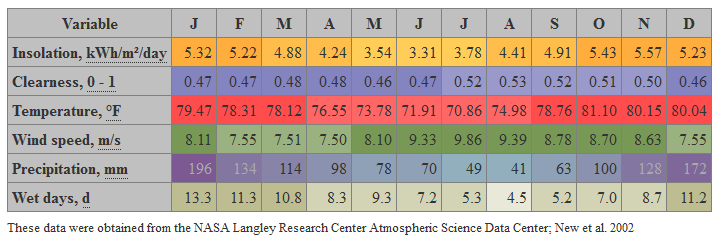 Variable J F M A M J J A S O N D
Insolation, kWh/m²/day 5.32 5.22 4.88 4.24 3.54 3.31 3.78 4.41 4.91 5.43 5.57 5.23
Clearness, 0 - 1 0.47 0.47 0.48 0.48 0.46 0.47 0.52 0.53 0.52 0.51 0.50 0.46
Temperature, °F 79.47 78.31 78.12 76.55 73.78 71.91 70.86 74.98 78.76 81.10 80.15 80.04
Wind speed, m/s 8.11 7.55 7.51 7.50 8.10 9.33 9.86 9.39 8.78 8.70 8.63 7.55
Precipitation, mm 196 134 114 98 78 70 49 41 63 100 128 172
Wet days, d 13.3 11.3 10.8 8.3 9.3 7.2 5.3 4.5 5.2 7.0 8.7 11.2
These data were obtained from the NASA Langley Research Center Atmospheric Science Data Center; New et al. 2002